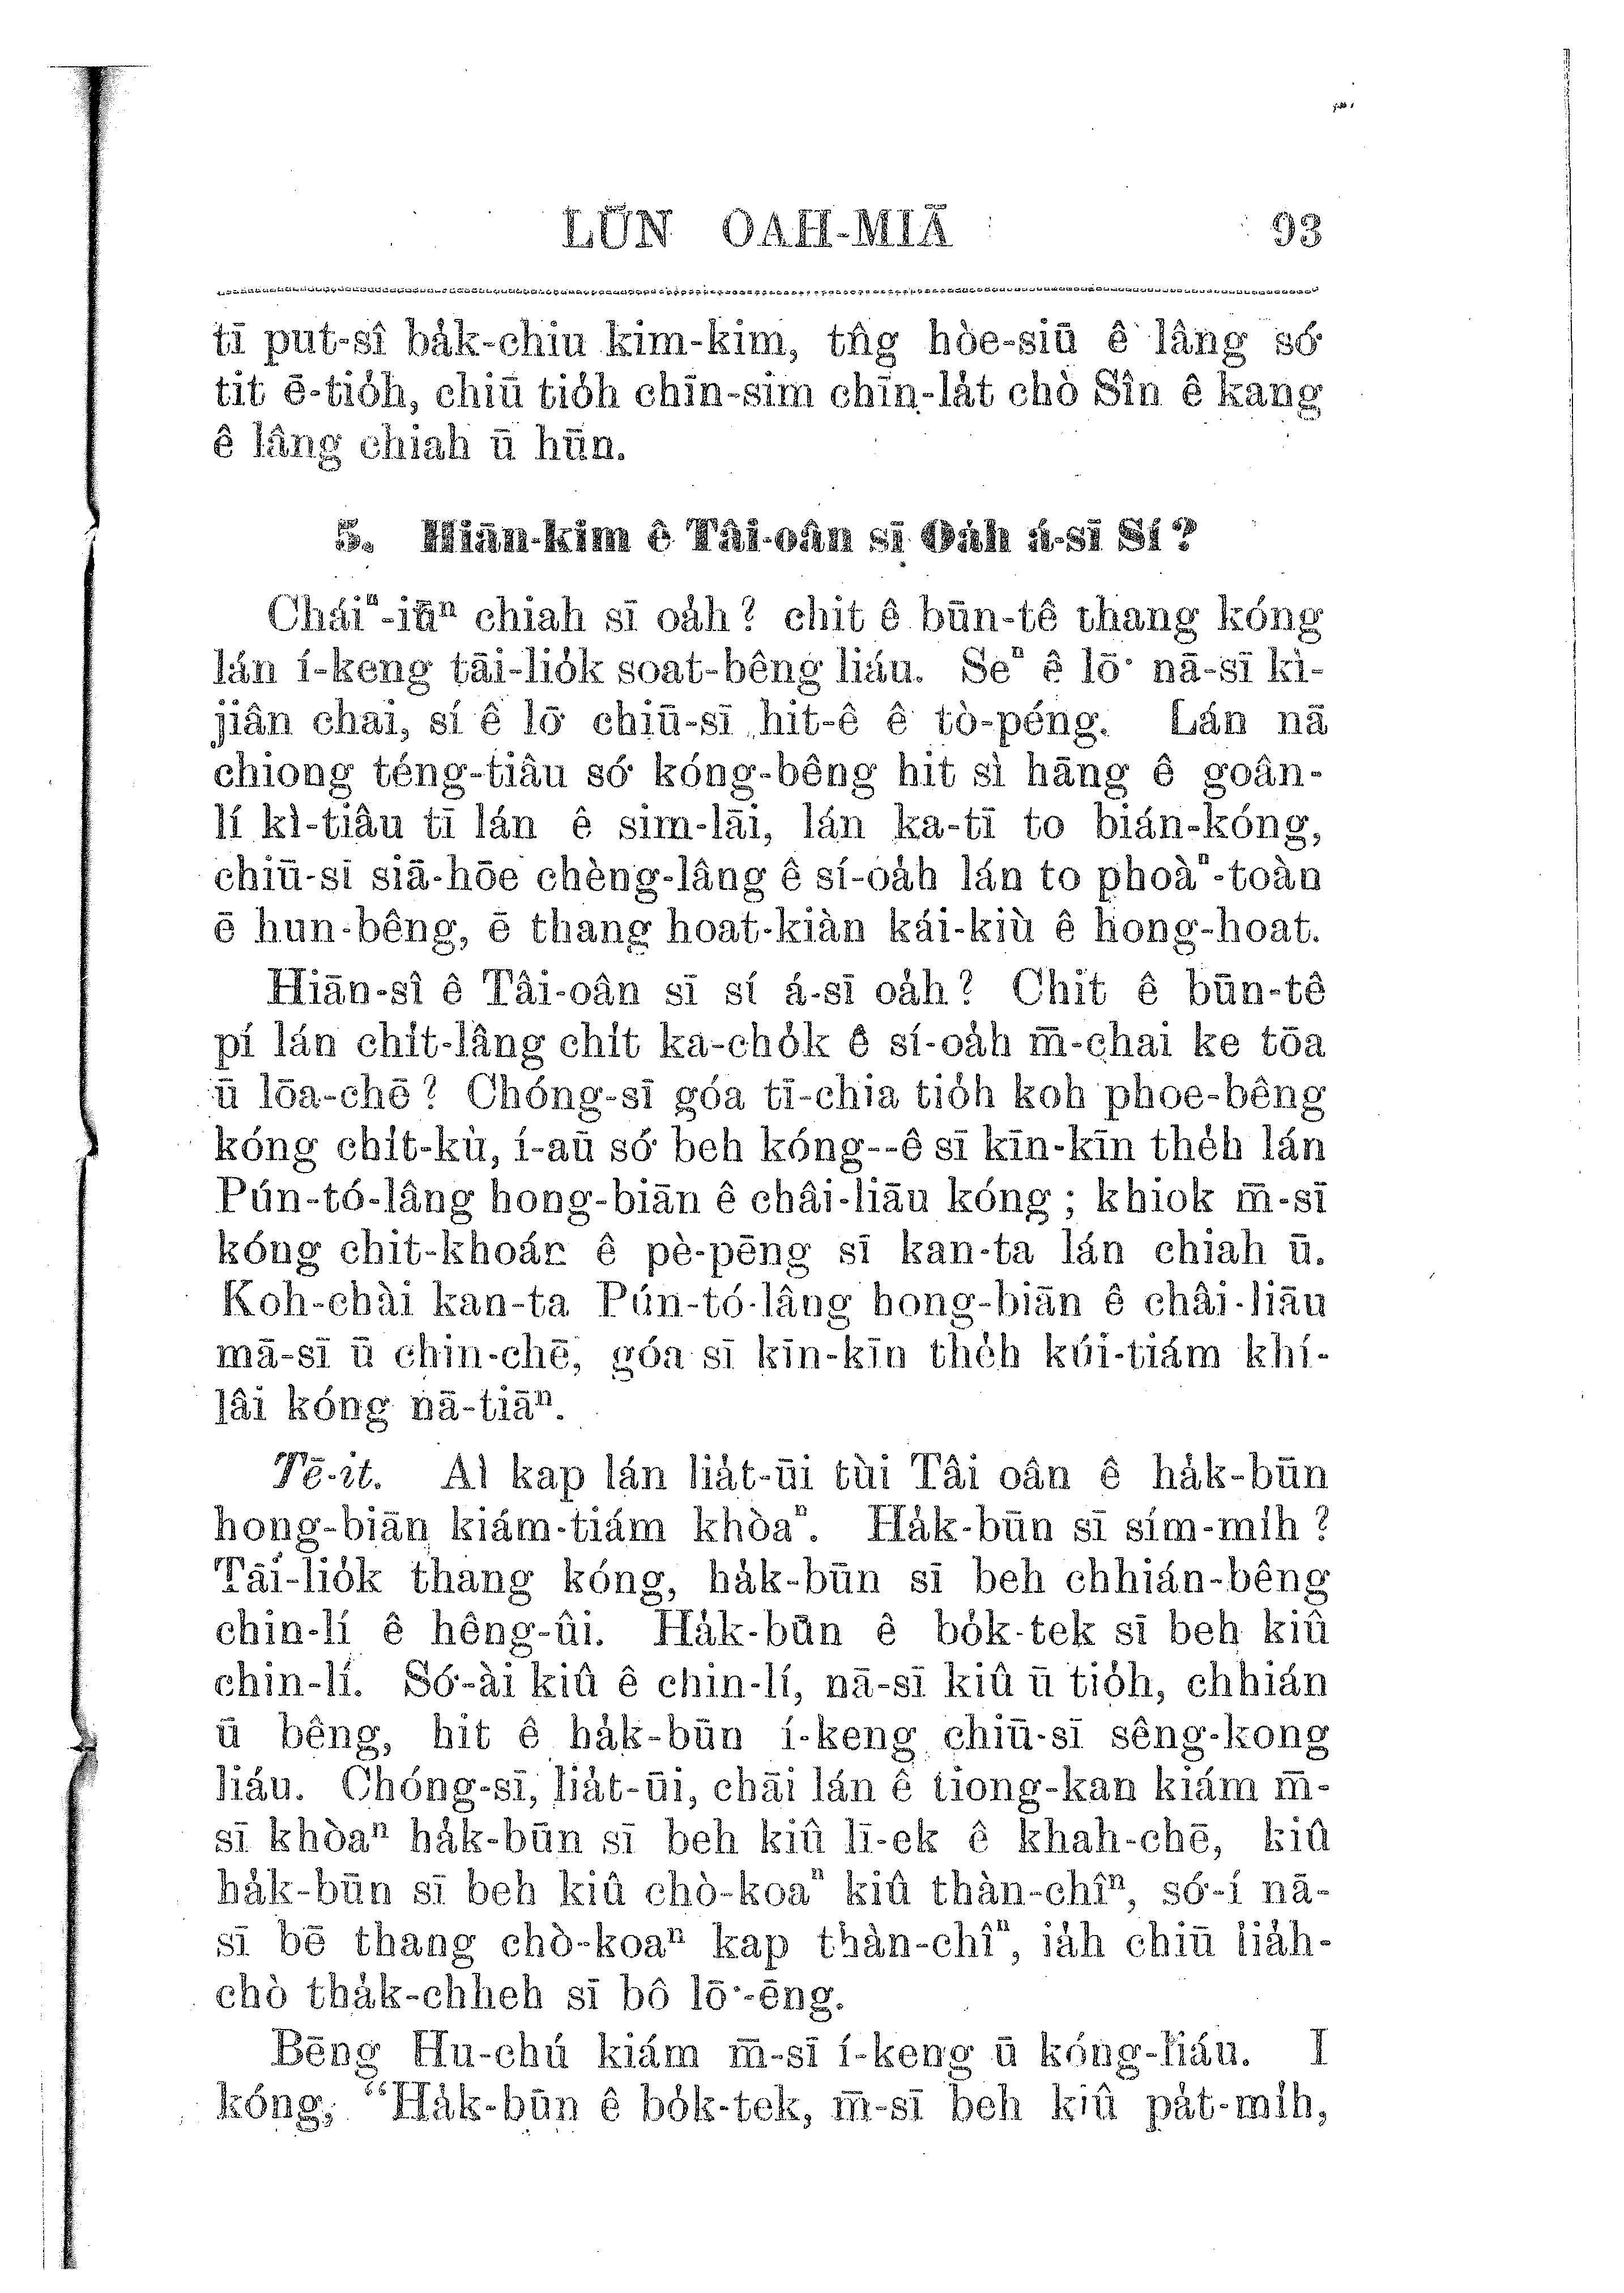 LŪN OAH-MIĀ 93
tī put-sî ba̍k-chiu kim-kim, tn̂g hòe-siū ê lâng só͘
tit ē-tio̍h, chiū tio̍h chīn-sim chīn-la̍t chò Sîn ê kang
ê lâng chiah ū hūn.
5. Hiān-kim ê Tâi-oân sī Oa̍h á-sī Sí?
Cháiⁿ-iūⁿ chiah sī oa̍h? chit ê būn-tê thang kóng
lán í-keng tāi-lio̍k soat-bêng liáu. Seⁿ ê lō͘ nā-sī kì-
jiân chai, sí ê lō͘ chiū-sī hit-ê ê tò-péng. Lán nā
chiong téng-tiâu só͘ kóng-bêng hit sì hāng ê goân-
lí kì-tiâu tī lán ê sim-lāi, lán ka-tī to bián-kóng,
chiū-sī siā-hōe chèng-lâng ê sí-oa̍h lán to phoàⁿ-toàn
ē hun-bêng, ē thang hoat-kiàn kái-kiù ê hong-hoat.
Hiān-sî ê Tâi-oân sī sí á-sī oa̍h? Chit ê būn-tê
pí lán chi̍t-lâng chi̍t ka-cho̍k ê sí-oa̍h m̄-chai ke tōa
ū lōa-chē? Chóng-sī góa tī-chia tio̍h koh phoe-bêng
kóng chi̍t-kù, í-āu só͘ beh kóng--ê sī kīn-kīn the̍h lán
Pún-tó-lâng hong-biān ê châi-liāu kóng; khiok m̄-sī
kóng chit-khoán ê pè-pēng sī kan-ta lán chiah ū.
Koh-chài kan-ta Pún-tó-lâng hong-biān ê châi-liāu
mā-sī ū chin-chē, góa sī kīn-kīn the̍h kúi-tiám khí-
lâi kóng nā-tiāⁿ.
Tē-it. Ài kap lán lia̍t-ūi tùi Tâi oân ê ha̍k-būn
hong-biān kiám-tiám khòaⁿ. Ha̍k-būn sī sím-mih?
Tāi-lio̍k thang kóng, ha̍k-būn sī beh chhián-bêng
chin-lí ê hêng-ûi. Ha̍k-būn ê bo̍k-tek sī beh kiû
chin-lí. Só͘-ài kiû ê chin-lí, nā-sī kiû ū tio̍h, chhián
ū bêng, hit ê ha̍k-būn í-keng chiū-sī sêng-kong
liáu. Chóng-sī, lia̍t-ūi, chāi lán ê tiong-kan kiám m̄-
sī khòaⁿ ha̍k-būn sī beh kiû lī-ek ê khah-chē, kiû
ha̍k-būn sī beh kiû chò-koaⁿ kiû thàn-chîⁿ, só͘-í nā-
sī bē thang chò-koaⁿ kap thàn-chîⁿ, ia̍h chiū lia̍h-
chò tha̍k-chheh sī bô lō͘-ēng.
Bēng Hu-chú kiám m̄-sī í-keng ū kóng-liáu. I
kóng, “Ha̍k-būn ê bo̍k-tek, m̄-sī beh kiû pa̍t-mih,